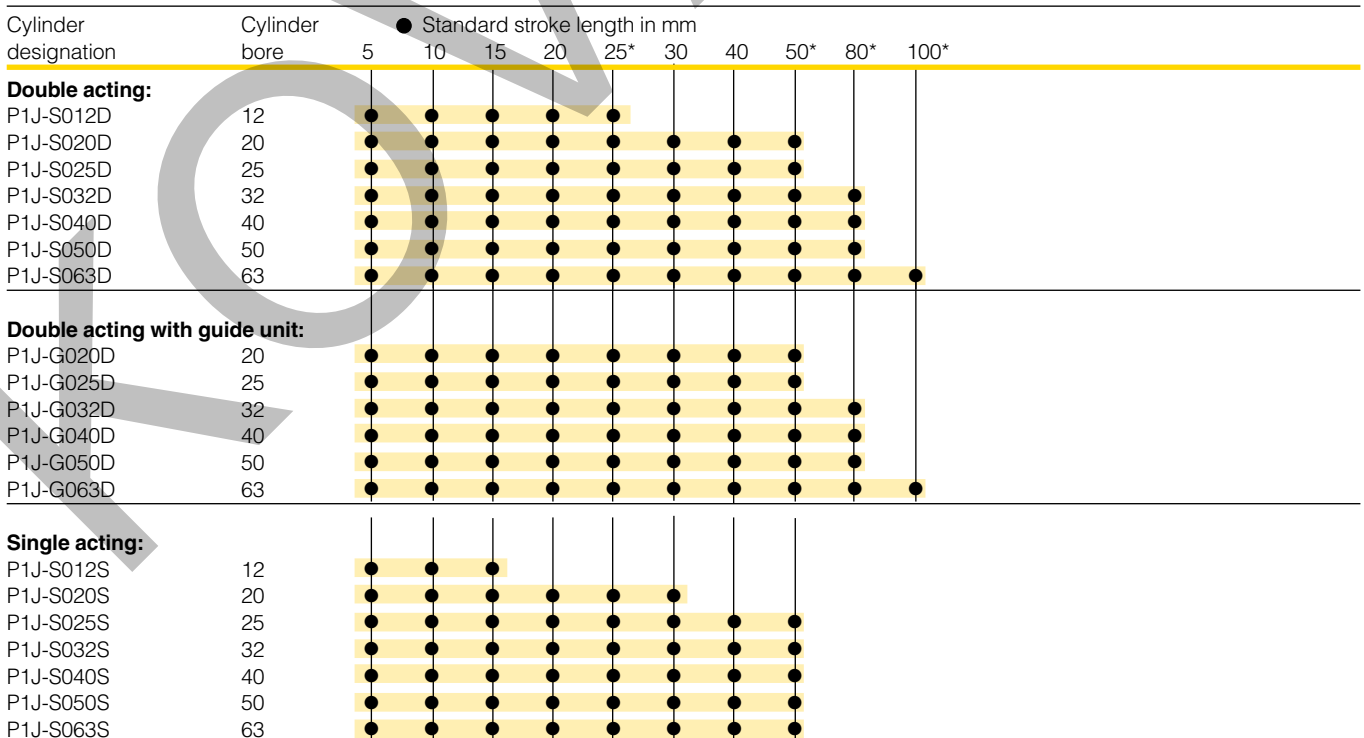 Cylinder Cylinder ● Standard stroke length in mm
designation bore 5 10 15 20 25* 30 40 50* 80* 100*
Double acting:
P1J-S012D 12 ● ● ● ● ●
P1J-S020D 20 ● ● ● ● ● ● ● ●
P1J-S025D 25 ● ● ● ● ● ● ● ●
P1J-S032D 32 ● ● ● ● ● ● ● ● ●
P1J-S040D 40 ● ● ● ● ● ● ● ● ●
P1J-S050D 50 ● ● ● ● ● ● ● ● ●
P1J-S063D 63 ● ● ● ● ● ● ● ● ● ●
Double acting with guide unit:
P1J-G020D 20 ● ● ● ● ● ● ● ●
P1J-G025D 25 ● ● ● ● ● ● ● ●
P1J-G032D 32 ● ● ● ● ● ● ● ● ●
P1J-G040D 40 ● ● ● ● ● ● ● ● ●
P1J-G050D 50 ● ● ● ● ● ● ● ● ●
P1J-G063D 63 ● ● ● ● ● ● ● ● ● ●
Single acting:
P1J-S012S 12 ● ● ●
P1J-S020S 20 ● ● ● ● ● ●
P1J-S025S 25 ● ● ● ● ● ● ● ●
P1J-S032S 32 ● ● ● ● ● ● ● ●
P1J-S040S 40 ● ● ● ● ● ● ● ●
P1J-S050S 50 ● ● ● ● ● ● ● ●
P1J-S063S 63 ● ● ● ● ● ● ● ●